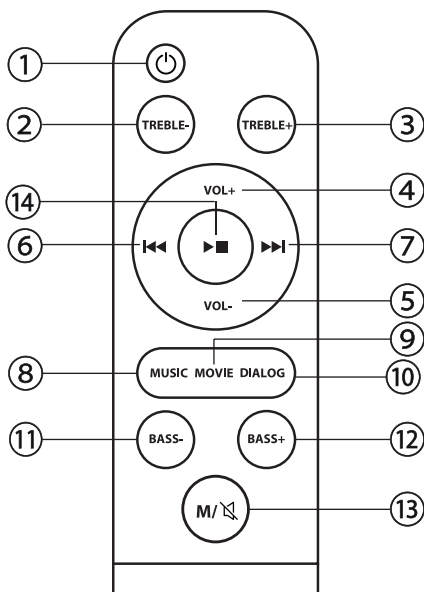 1
2 TREBLE- TREBLE+ 3
VOL+ 4
14
6 7
VOL- 5
9
8 MUSIC MOVIE DIALOG 10
11 BASS- BASS+ 12
M/ 13